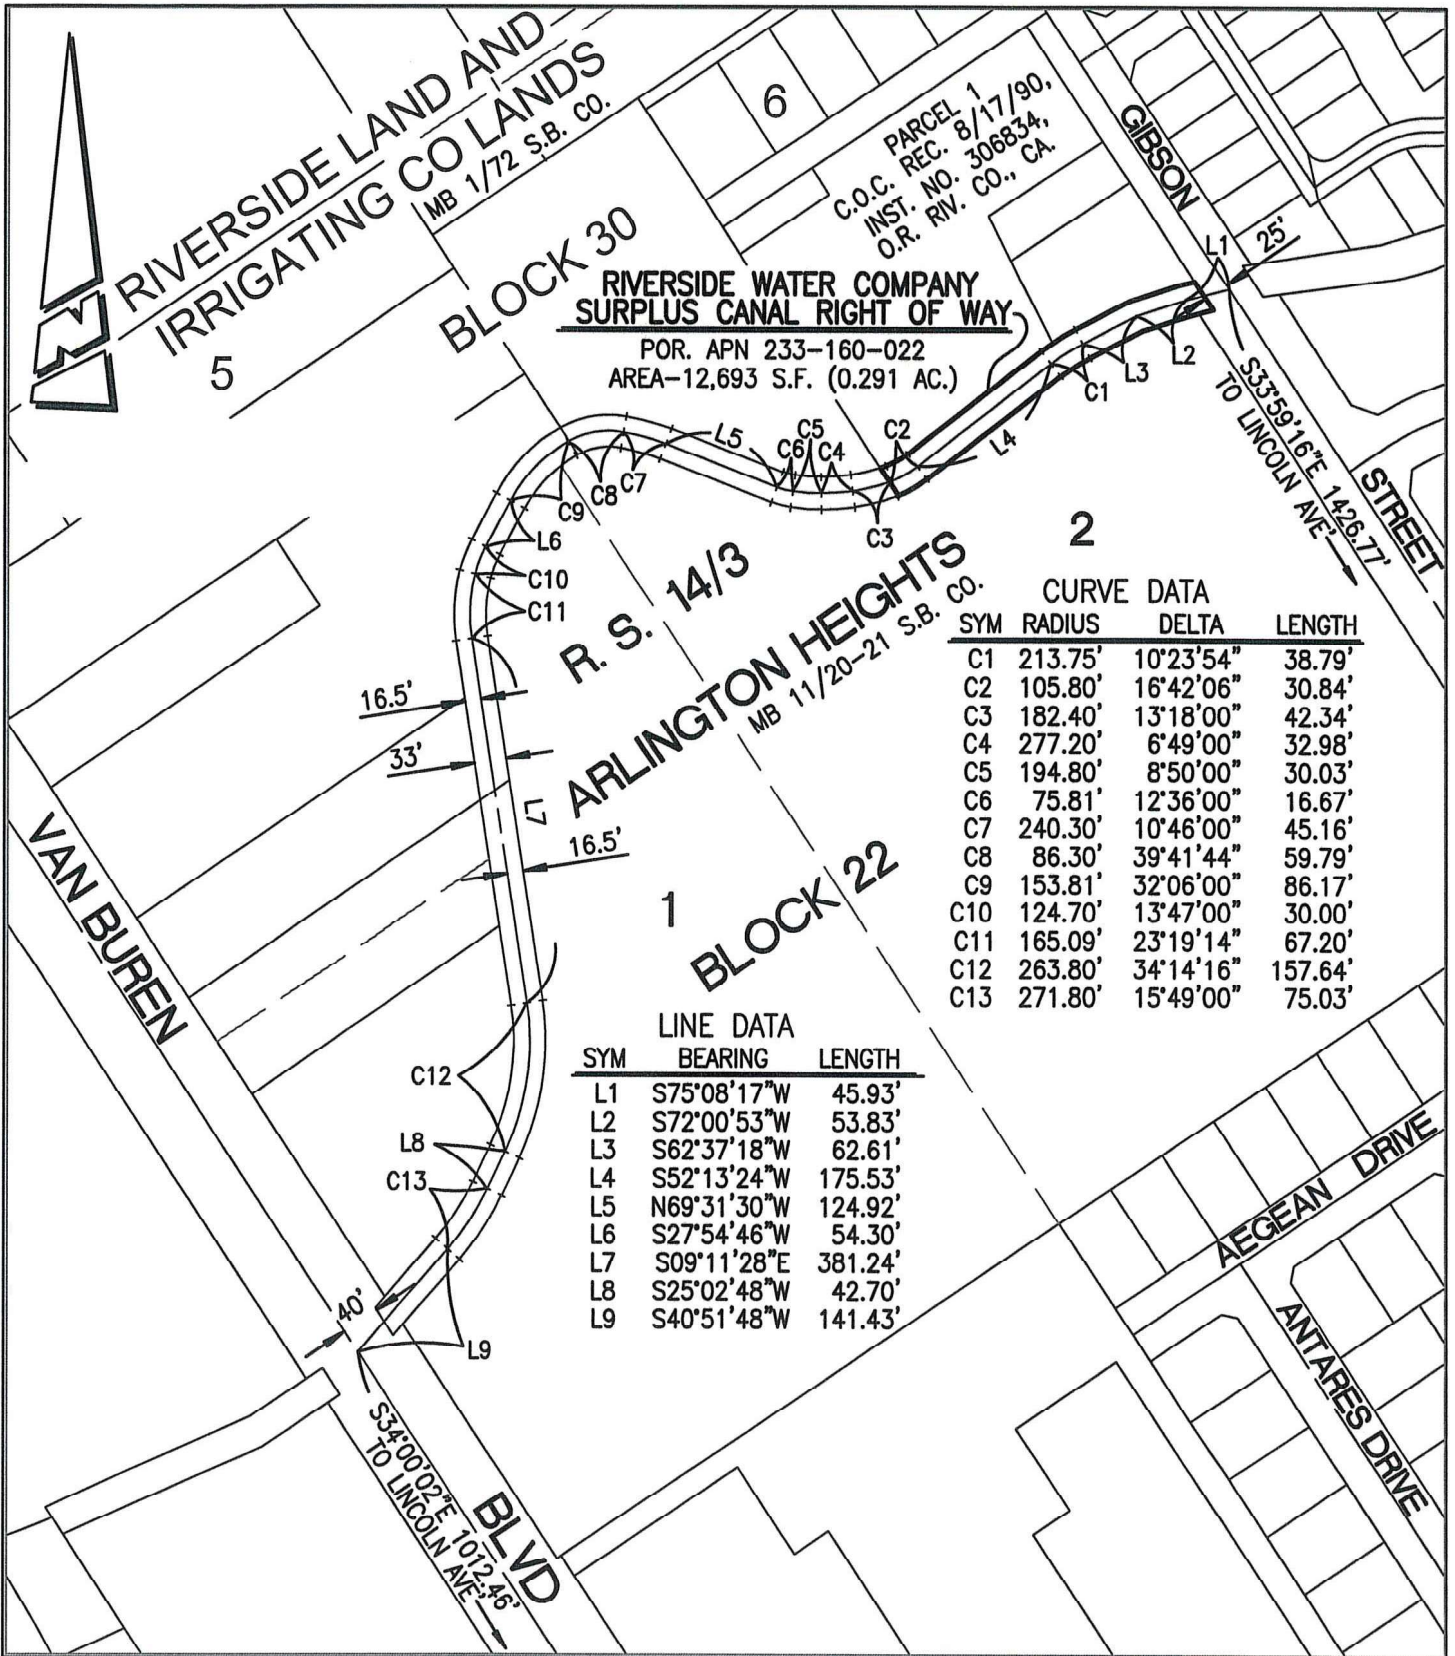 RIVERSIDE LAND AND
IRRIGATING CO LANDS
MB 1/72 S.B. CO.
N
5
6
BLOCK 30
PARCEL 1
C.O.C. REC. 8/17/90,
INST. NO. 306834,
O.R. RIV. CO., CA.
GIBSON
STREET
L1
25'
RIVERSIDE WATER COMPANY
SURPLUS CANAL RIGHT OF WAY
POR. APN 233-160-022
AREA-12,693 S.F. (0.291 AC.)
L2
L3
C1
L4
S33°59'16"E 1426.77'
TO LINCOLN AVE.
C2
C3
C4
C5
C6
L5
C7
C8
C9
L6
C10
C11
R. S. 14/3
ARLINGTON HEIGHTS
MB 11/20-21 S.B. CO.
2
16.5'
33'
L7
16.5'
1
BLOCK 22
CURVE DATA
SYM RADIUS DELTA LENGTH
C1 213.75' 10°23'54" 38.79'
C2 105.80' 16°42'06" 30.84'
C3 182.40' 13°18'00" 42.34'
C4 277.20' 6°49'00" 32.98'
C5 194.80' 8°50'00" 30.03'
C6 75.81' 12°36'00" 16.67'
C7 240.30' 10°46'00" 45.16'
C8 86.30' 39°41'44" 59.79'
C9 153.81' 32°06'00" 86.17'
C10 124.70' 13°47'00" 30.00'
C11 165.09' 23°19'14" 67.20'
C12 263.80' 34°14'16" 157.64'
C13 271.80' 15°49'00" 75.03'
LINE DATA
SYM BEARING LENGTH
L1 S75°08'17"W 45.93'
L2 S72°00'53"W 53.83'
L3 S62°37'18"W 62.61'
L4 S52°13'24"W 175.53'
L5 N69°31'30"W 124.92'
L6 S27°54'46"W 54.30'
L7 S09°11'28"E 381.24'
L8 S25°02'48"W 42.70'
L9 S40°51'48"W 141.43'
VAN BUREN
BLVD
C12
L8
C13
40'
L9
S34°00'02"E 1012.46'
TO LINCOLN AVE.
AEGEAN DRIVE
ANTARES DRIVE